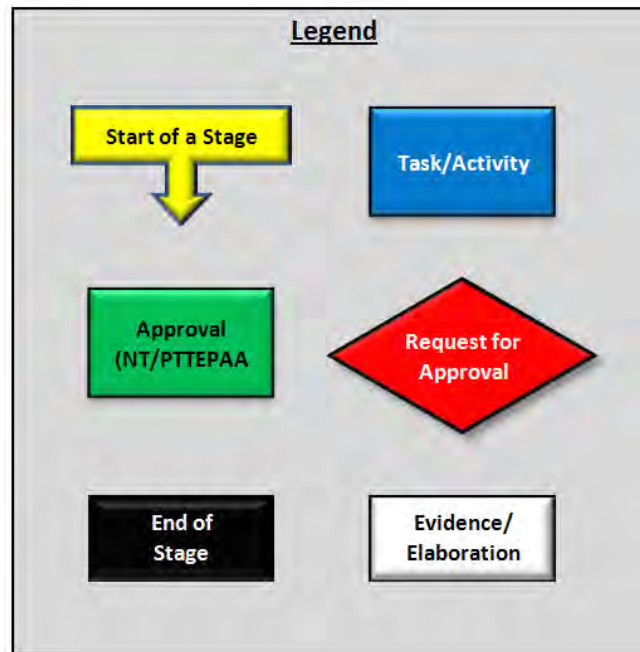 Legend
Start of a Stage
Task/Activity
Approval
(NT/PTTEPAA
Request for
Approval
End of
Stage
Evidence/
Elaboration